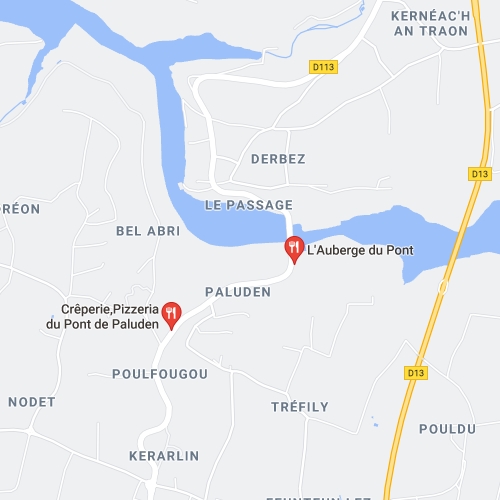 KERNÉAC'H
AN TRAON
D113
DERBEZ
D13
LE PASSAGE
BEL ABRI
L'Auberge du Pont
PALUDEN
Crêperie,Pizzeria
du Pont de Paluden
POULFOUGOU
D13
NODET
TRÉFILY
POULDU
KERARLIN